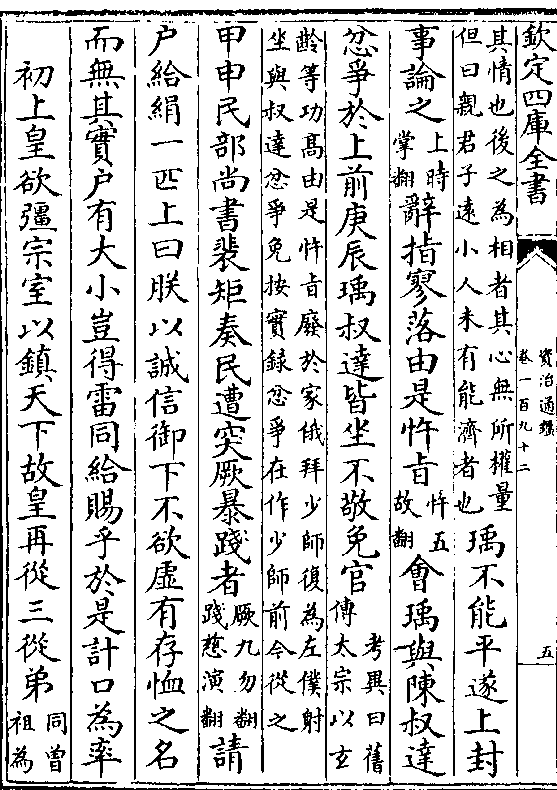 欽定四庫全書
資治通鑑
卷一百九十二
五
其情也後之為相者其心無所權量
但曰親君子遠小人未有能濟者也
瑀不能平遂上封
事論之
上時
掌翻
辭指寥落由是忤旨
忤五
故翻
會瑀與陳叔達
忿爭於上前庚辰瑀叔達皆坐不敬免官
考異曰舊
傳太宗以玄
齡等功髙由是忤旨廢於家俄拜少師復為左僕射
坐與叔達忿爭免按實錄忿爭在作少師前今從之
甲申民部尚書裴矩奏民遭突厥暴踐者
厥九勿翻
踐慈演翻
請
户給絹一匹上曰朕以誠信御下不欲虛有存恤之名
而無其實户有大小豈得雷同給賜乎於是計口為率
初上皇欲彊宗室以鎮天下故皇再從三從弟
同曾
祖為